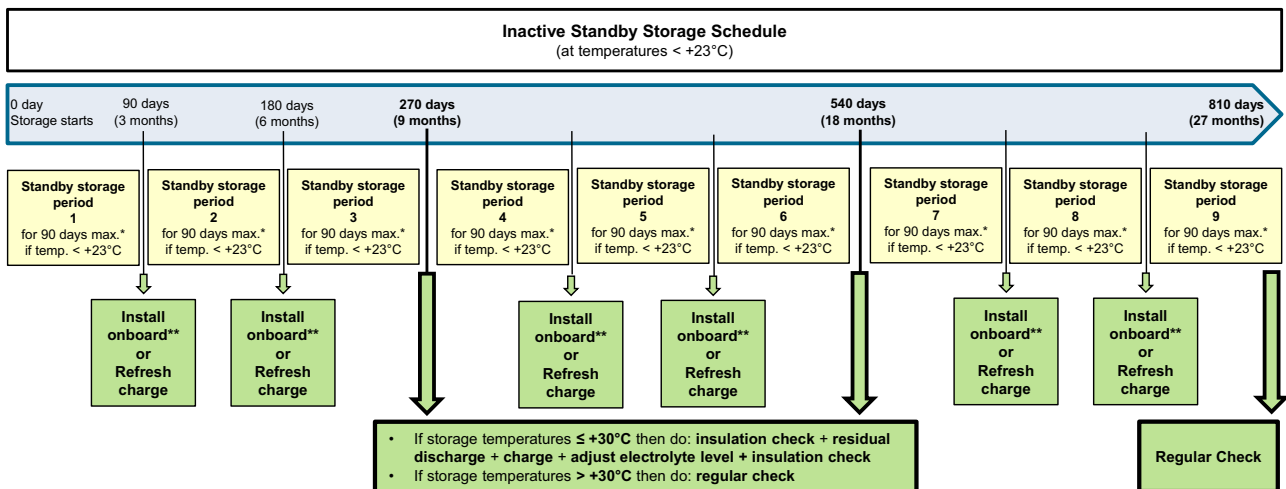 Inactive Standby Storage Schedule
(at temperatures < +23°C)
0 day
Storage starts
90 days
(3 months)
180 days
(6 months)
270 days
(9 months)
540 days
(18 months)
810 days
(27 months)
Standby storage
period
1
for 90 days max.*
if temp. < +23°C
Standby storage
period
2
for 90 days max.*
if temp. < +23°C
Standby storage
period
3
for 90 days max.*
if temp. < +23°C
Standby storage
period
4
for 90 days max.*
if temp. < +23°C
Standby storage
period
5
for 90 days max.*
if temp. < +23°C
Standby storage
period
6
for 90 days max.*
if temp. < +23°C
Standby storage
period
7
for 90 days max.*
if temp. < +23°C
Standby storage
period
8
for 90 days max.*
if temp. < +23°C
Standby storage
period
9
for 90 days max.*
if temp. < +23°C
Install
onboard**
or
Refresh
charge
Install
onboard**
or
Refresh
charge
Install
onboard**
or
Refresh
charge
Install
onboard**
or
Refresh
charge
Install
onboard**
or
Refresh
charge
Install
onboard**
or
Refresh
charge
• If storage temperatures ≤ +30°C then do: insulation check + residual
discharge + charge + adjust electrolyte level + insulation check
• If storage temperatures > +30°C then do: regular check
Regular Check